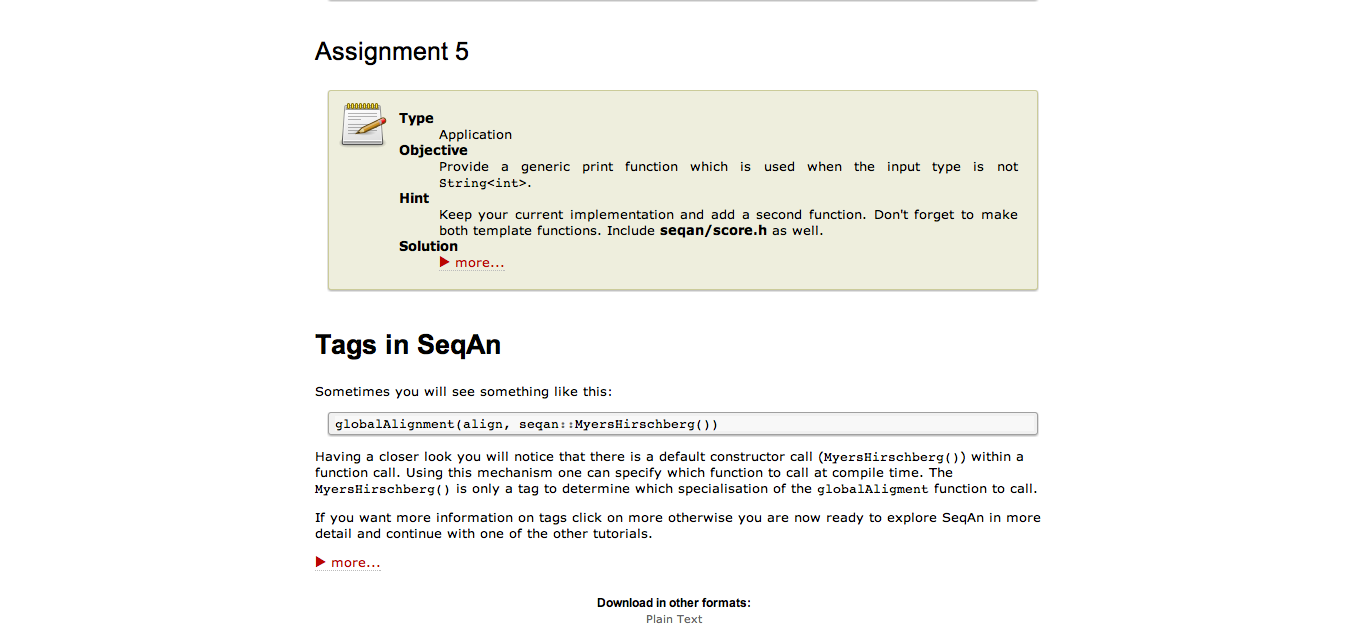 Assignment 5
Type
Application
Objective
Provide a generic print function which is used when the input type is not
String<int>.
Hint
Keep your current implementation and add a second function. Don't forget to make
both template functions. Include seqan/score.h as well.
Solution
▶ more...
Tags in SeqAn
Sometimes you will see something like this:
globalAlignment(align, seqan::MyersHirschberg())
Having a closer look you will notice that there is a default constructor call (MyersHirschberg()) within a
function call. Using this mechanism one can specify which function to call at compile time. The
MyersHirschberg() is only a tag to determine which specialisation of the globalAligment function to call.
If you want more information on tags click on more otherwise you are now ready to explore SeqAn in more
detail and continue with one of the other tutorials.
▶ more...
Download in other formats:
Plain Text